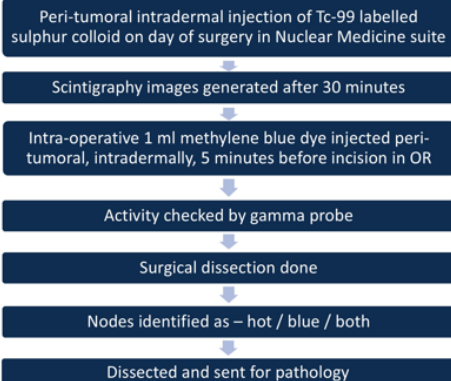 Peri-tumoral intradermal injection of Tc-99 labelled
sulphur colloid on day of surgery in Nuclear Medicine suite
Scintigraphy images generated after 30 minutes
Intra-operative 1 ml methylene blue dye injected peri-
tumoral, intradermally, 5 minutes before incision in OR
Activity checked by gamma probe
Surgical dissection done
Nodes identified as – hot / blue / both
Dissected and sent for pathology